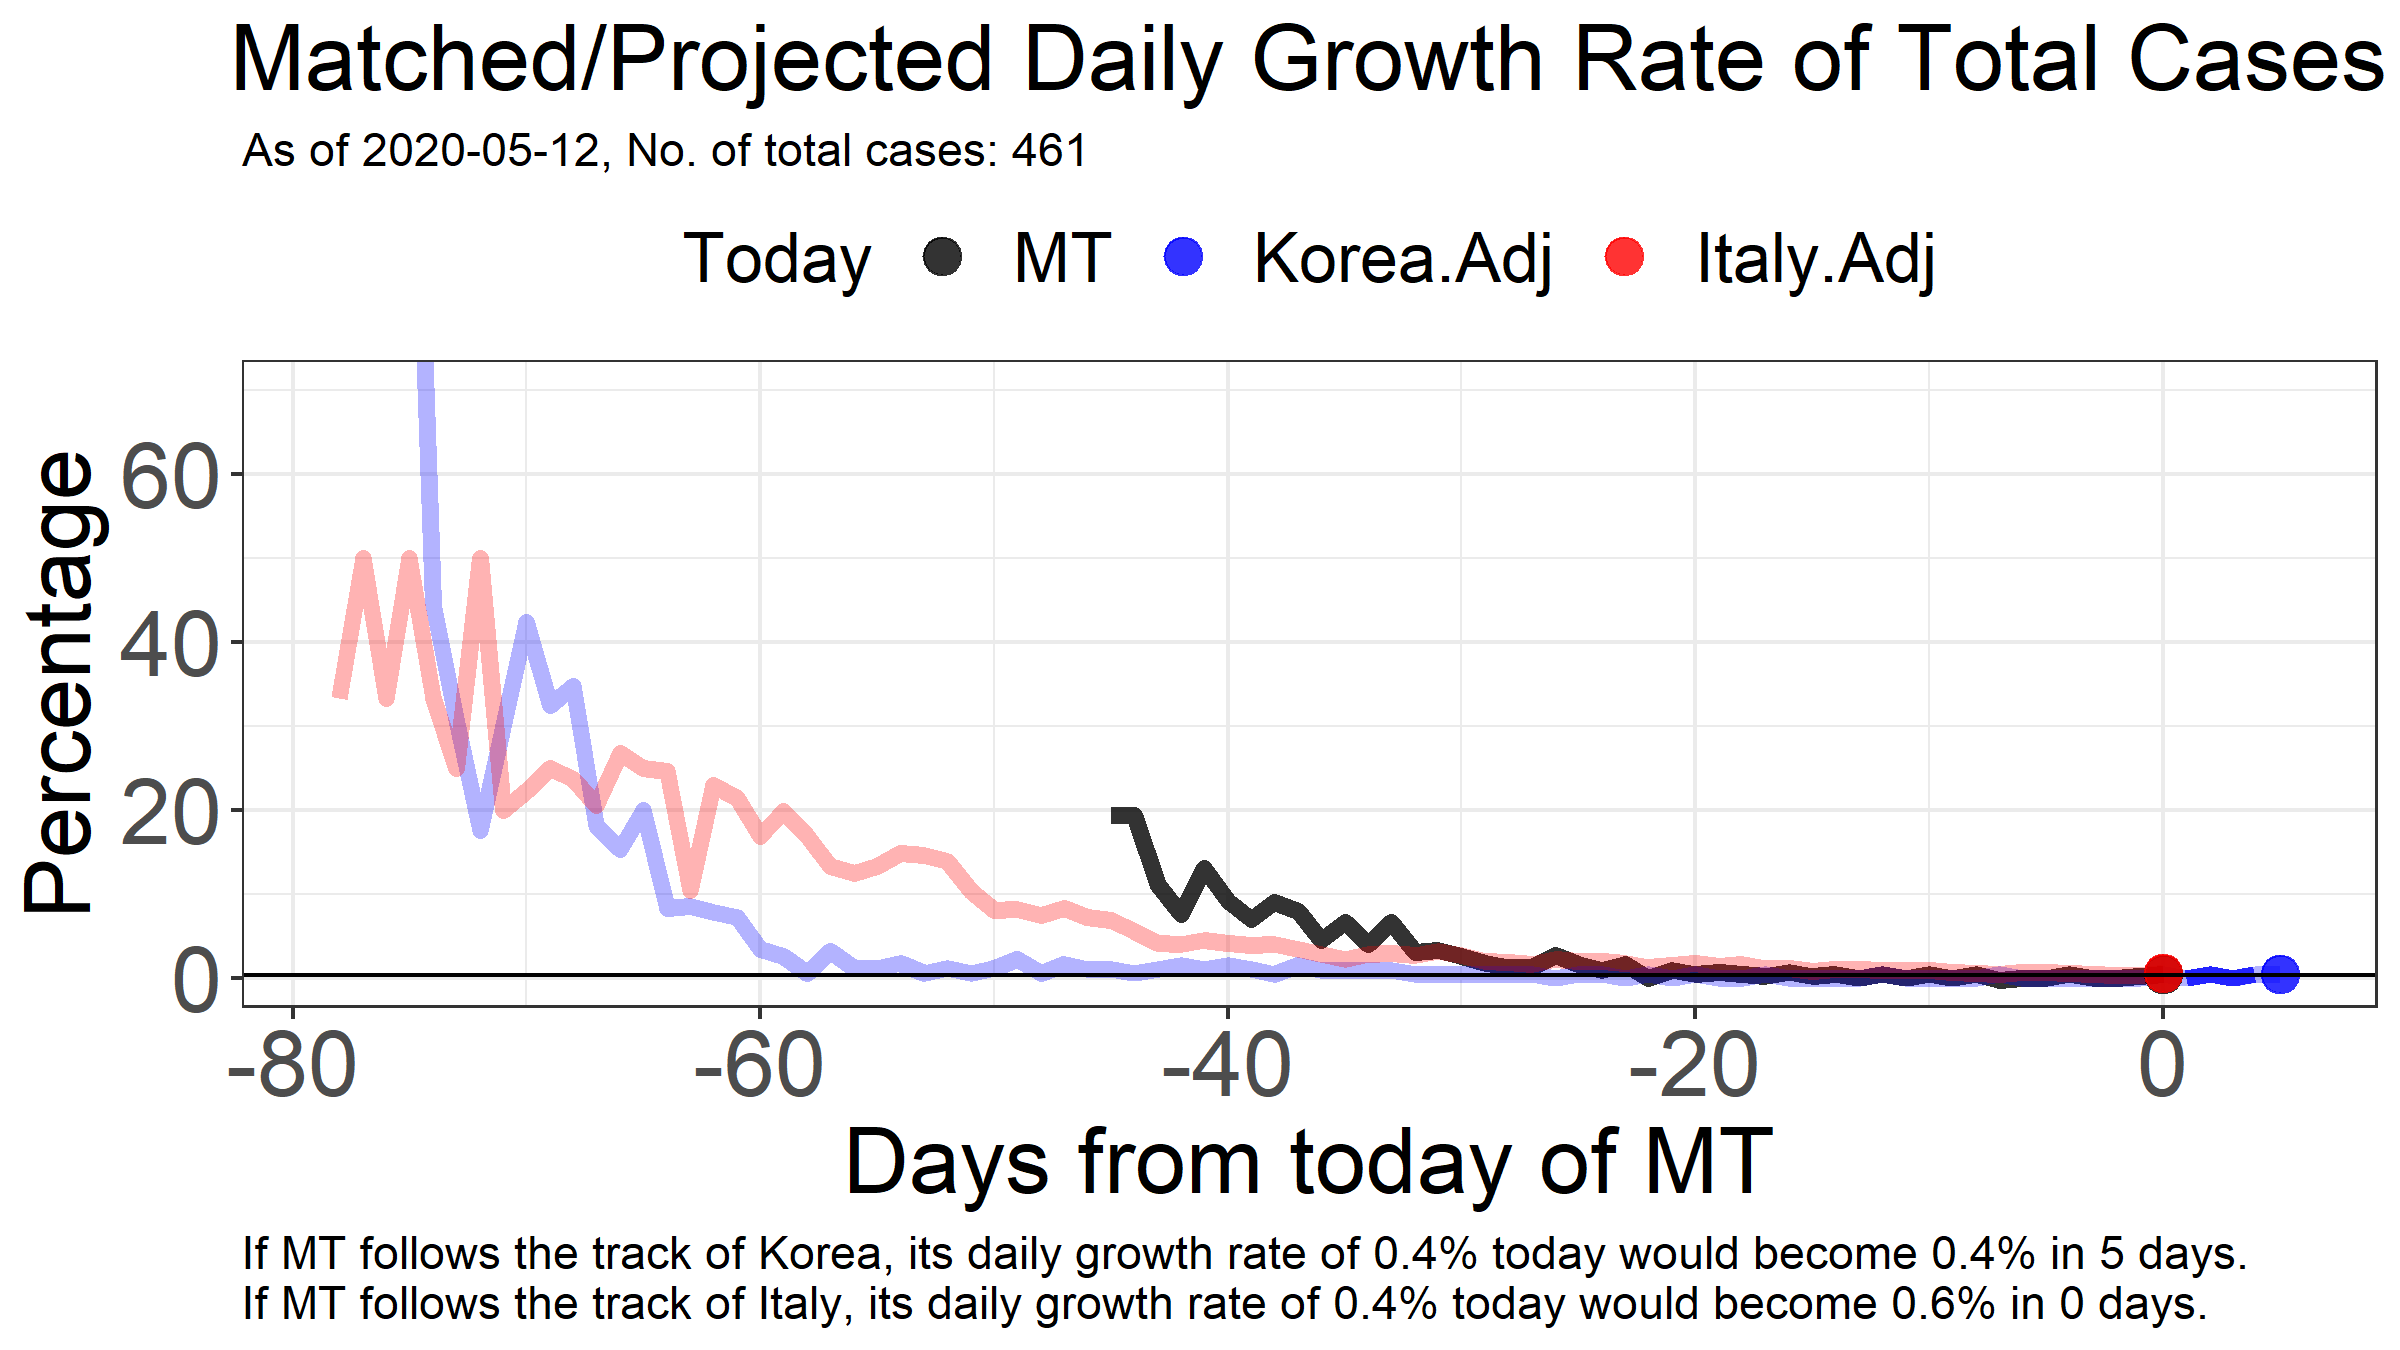 Matched/Projected Daily Growth Rate of Total Cases
As of 2020-05-12, No. of total cases: 461
Today MT Korea.Adj Italy.Adj
Percentage
60
40
20
0
-80 -60 -40 -20 0
Days from today of MT
If MT follows the track of Korea, its daily growth rate of 0.4% today would become 0.4% in 5 days.
If MT follows the track of Italy, its daily growth rate of 0.4% today would become 0.6% in 0 days.